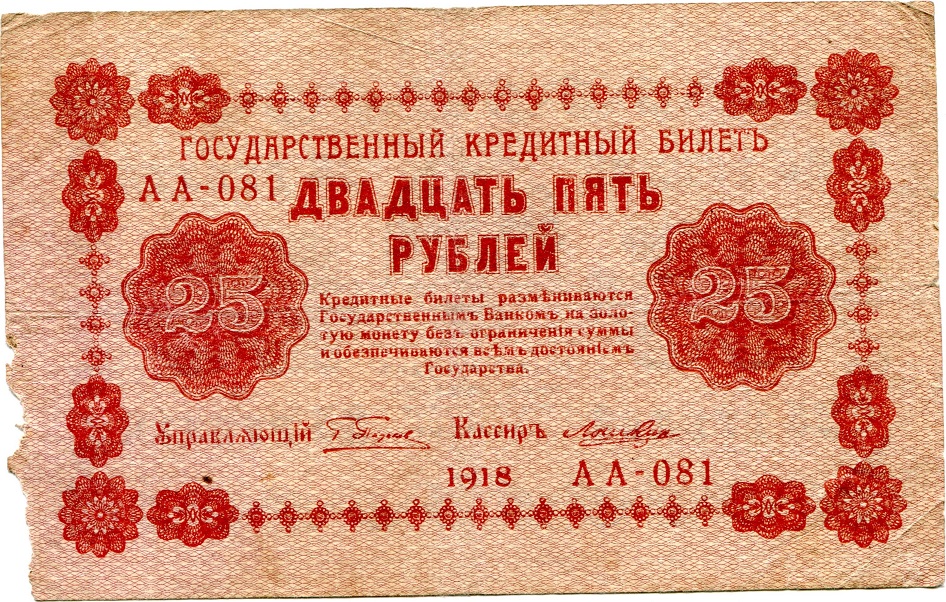 ГОСУДАРСТВЕННЫЙ КРЕДИТНЫЙ БИЛЕТЪ
АА-081
ДВАДЦАТЬ ПЯТЬ
РУБЛЕЙ
25
25
Кредитные билеты размѣниваются
Государственнымъ Банкомъ на золо-
тую монету безъ ограниченія суммы
и обезпечиваются всѣмъ достояніемъ
Государства.
Управляющій
Кассиръ
1918 АА-081